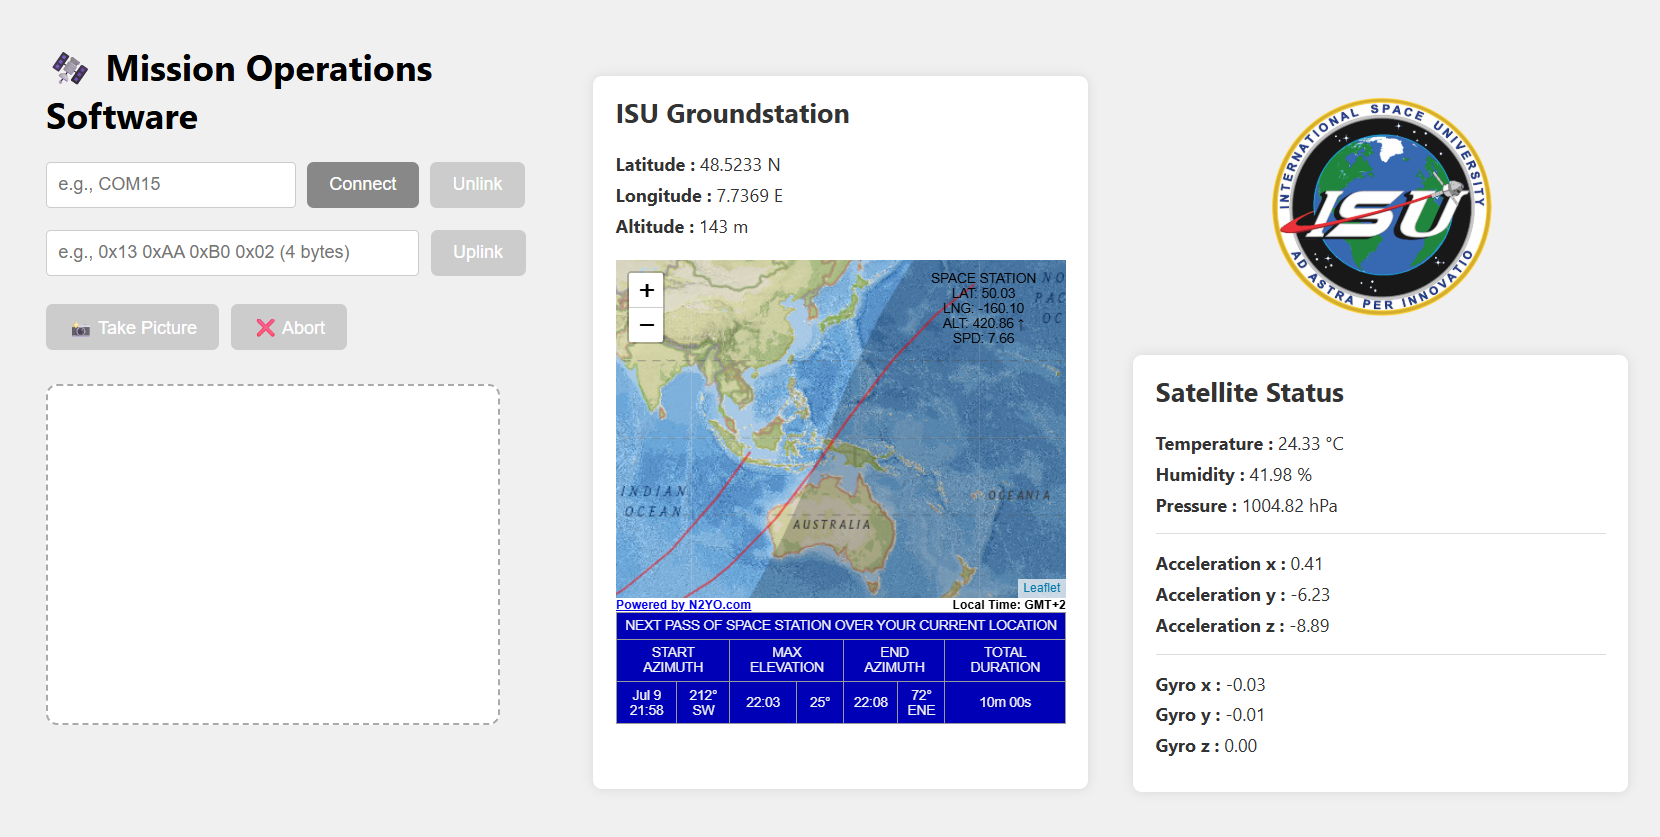 Mission Operations
Software
e.g., COM15
Connect
Unlink
e.g., 0x13 0xAA 0xB0 0x02 (4 bytes)
Uplink
Take Picture
Abort
ISU Groundstation
Latitude : 48.5233 N
Longitude : 7.7369 E
Altitude : 143 m
+
−
SPACE STATION
LAT: 50.03
LNG: -160.10
ALT: 420.86 ↑
SPD: 7.66
NO
PAC
OC
INDIAN
OCEAN
AUSTRALIA
OCEANIA
Leaflet
Powered by N2YO.com
Local Time: GMT+2
NEXT PASS OF SPACE STATION OVER YOUR CURRENT LOCATION
START
AZIMUTH
MAX
ELEVATION
END
AZIMUTH
TOTAL
DURATION
Jul 9
21:58
212°
SW
22:03
25°
22:08
72°
ENE
10m 00s
INTERNATIONAL SPACE UNIVERSITY
ISU
AD ASTRA PER INNOVATIO
Satellite Status
Temperature : 24.33 °C
Humidity : 41.98 %
Pressure : 1004.82 hPa
Acceleration x : 0.41
Acceleration y : -6.23
Acceleration z : -8.89
Gyro x : -0.03
Gyro y : -0.01
Gyro z : 0.00